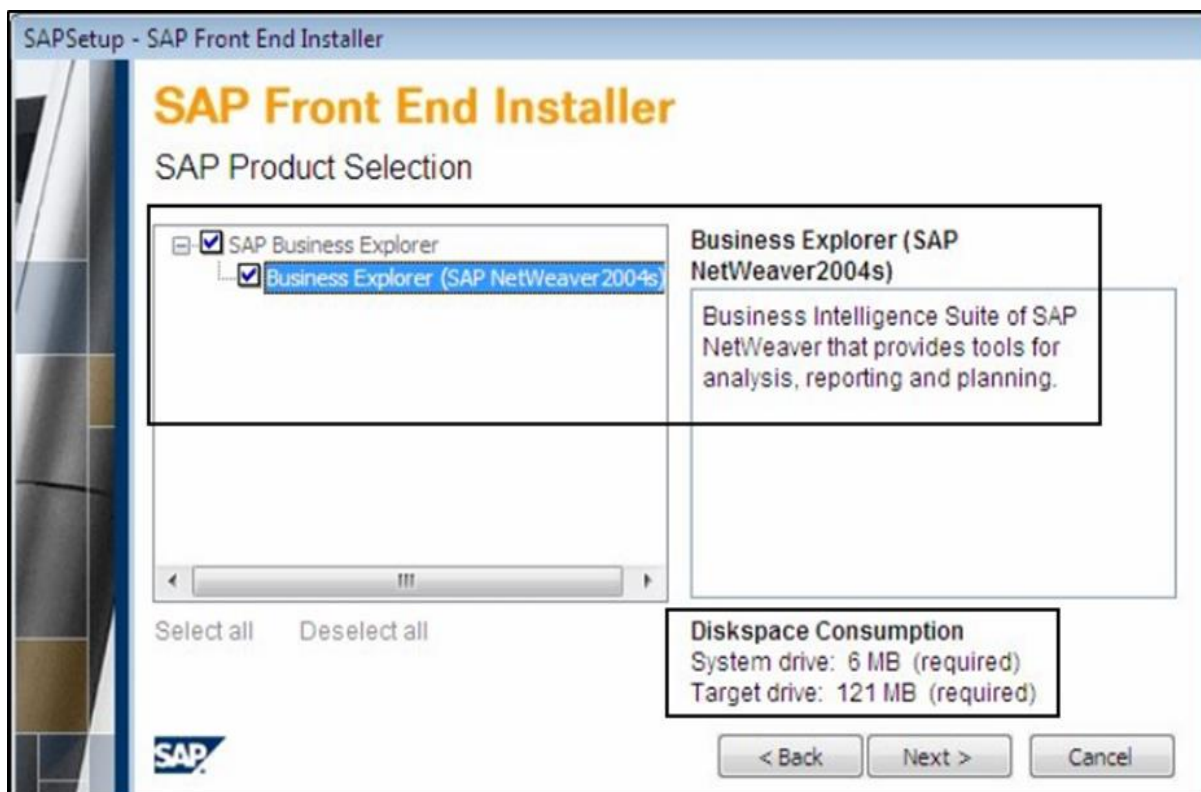 SAPSetup - SAP Front End Installer
SAP Front End Installer
SAP Product Selection
SAP Business Explorer
Business Explorer (SAP NetWeaver2004s)
Business Explorer (SAP
NetWeaver2004s)
Business Intelligence Suite of SAP
NetWeaver that provides tools for
analysis, reporting and planning.
Select all Deselect all
Diskspace Consumption
System drive: 6 MB (required)
Target drive: 121 MB (required)
SAP
< Back Next > Cancel